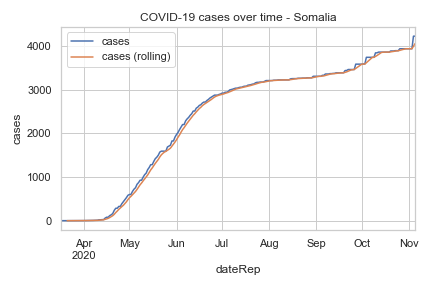 COVID-19 cases over time - Somalia
cases
cases (rolling)
4000
3000
2000
1000
0
cases
Apr
2020
May
Jun
Jul
Aug
Sep
Oct
Nov
dateRep